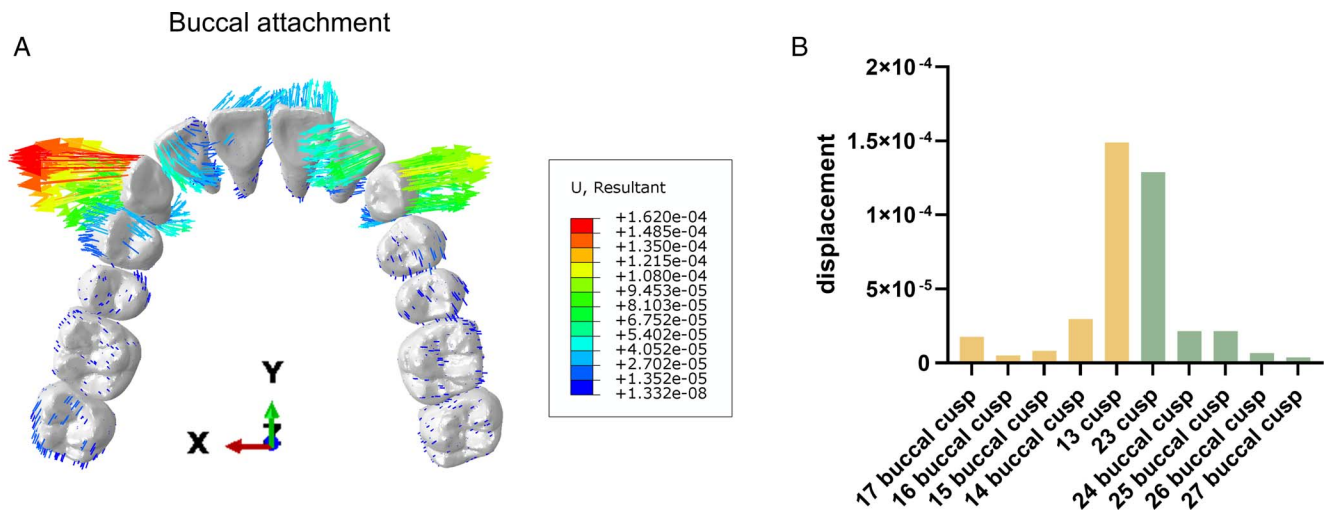 Buccal attachment
A
U, Resultant
+1.620e-04
+1.485e-04
+1.350e-04
+1.215e-04
+1.080e-04
+9.453e-05
+8.103e-05
+6.752e-05
+5.402e-05
+4.052e-05
+2.702e-05
+1.352e-05
+1.332e-08
Y
Z
X
B
displacement
2×10⁻⁴
1.5×10⁻⁴
1×10⁻⁴
5×10⁻⁵
0
17 buccal cusp
16 buccal cusp
15 buccal cusp
14 buccal cusp
13 cusp
23 cusp
24 buccal cusp
25 buccal cusp
26 buccal cusp
27 buccal cusp